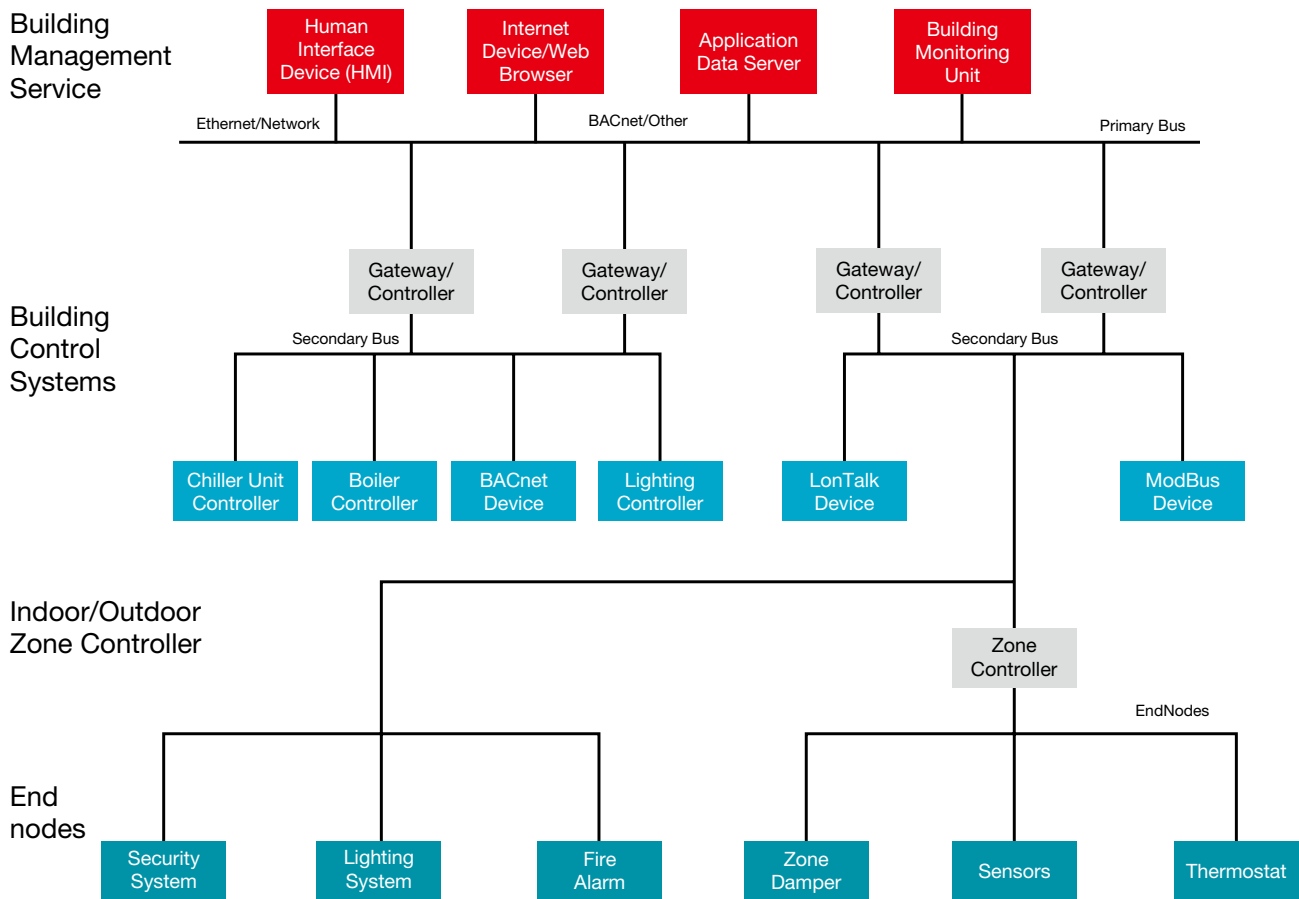 Building
Management
Service
Human
Interface
Device (HMI)
Internet
Device/Web
Browser
Application
Data Server
Building
Monitoring
Unit
Ethernet/Network
BACnet/Other
Primary Bus
Building
Control
Systems
Gateway/
Controller
Gateway/
Controller
Gateway/
Controller
Gateway/
Controller
Secondary Bus
Secondary Bus
Chiller Unit
Controller
Boiler
Controller
BACnet
Device
Lighting
Controller
LonTalk
Device
ModBus
Device
Indoor/Outdoor
Zone Controller
Zone
Controller
EndNodes
End
nodes
Security
System
Lighting
System
Fire
Alarm
Zone
Damper
Sensors
Thermostat